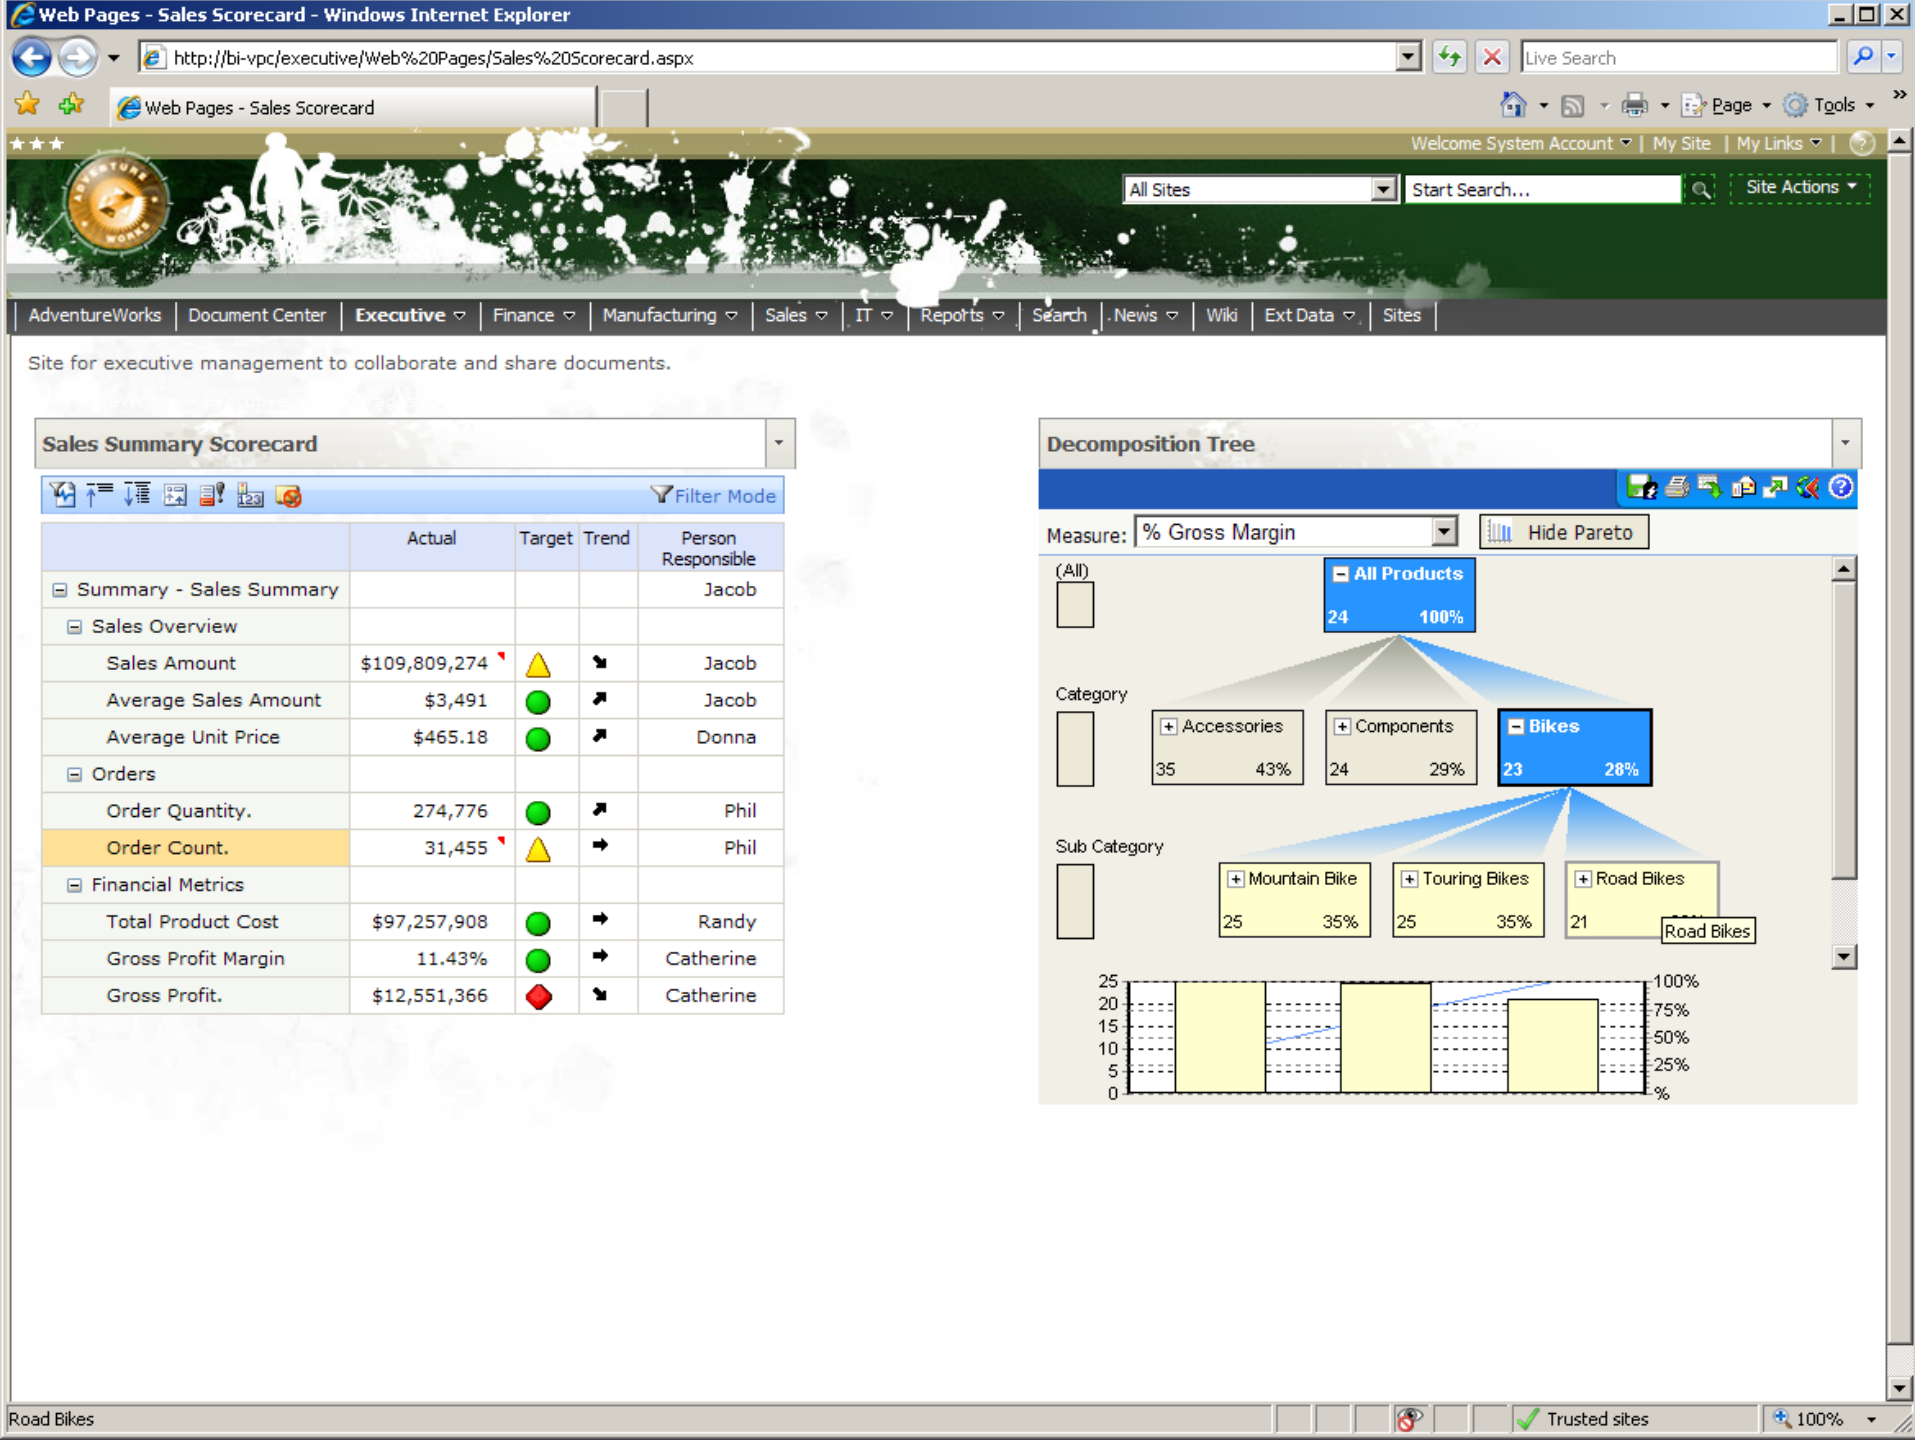 Web Pages - Sales Scorecard - Windows Internet Explorer
http://bi-vpc/executive/Web%20Pages/Sales%20Scorecard.aspx
Live Search
Web Pages - Sales Scorecard
Page
Tools
»
Welcome System Account | My Site | My Links |
ADVENTURE WORKS
All Sites
Start Search...
Site Actions
AdventureWorks | Document Center | Executive | Finance | Manufacturing | Sales | IT | Reports | Search | News | Wiki | Ext Data | Sites |
Site for executive management to collaborate and share documents.
Sales Summary Scorecard
Filter Mode
Actual Target Trend Person Responsible
Summary - Sales Summary Jacob
Sales Overview
Sales Amount $109,809,274 Jacob
Average Sales Amount $3,491 Jacob
Average Unit Price $465.18 Donna
Orders
Order Quantity. 274,776 Phil
Order Count. 31,455 Phil
Financial Metrics
Total Product Cost $97,257,908 Randy
Gross Profit Margin 11.43% Catherine
Gross Profit. $12,551,366 Catherine
Decomposition Tree
Measure: % Gross Margin Hide Pareto
(All)
All Products
24 100%
Category
Accessories
35 43%
Components
24 29%
Bikes
23 28%
Sub Category
Mountain Bike
25 35%
Touring Bikes
25 35%
Road Bikes
21
Road Bikes
25 100%
20 75%
15 50%
10 25%
5 %
0
Road Bikes
Trusted sites
100%